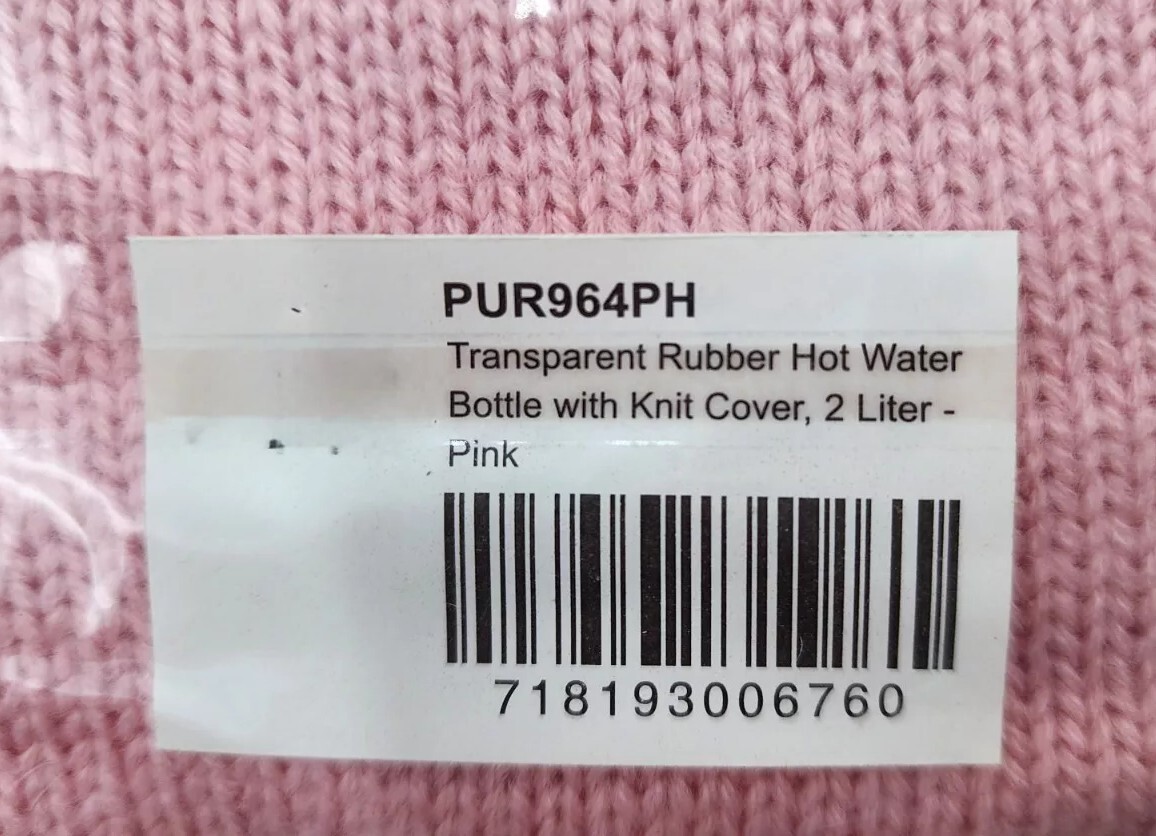 PUR964PH
Transparent Rubber Hot Water
Bottle with Knit Cover, 2 Liter -
Pink
718193006760